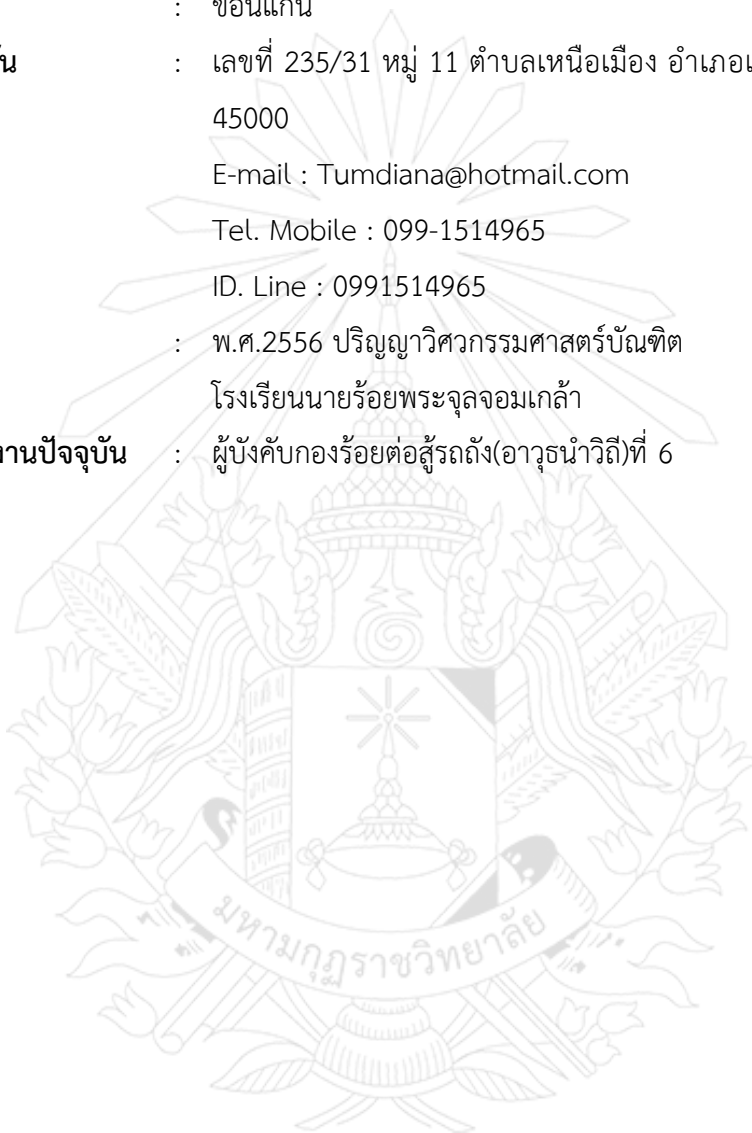 : ขอนแก่น
: เลขที่ 235/31 หมู่ 11 ตำบลเหนือเมือง อำเภอเ
45000
E-mail : Tumdiana@hotmail.com
Tel. Mobile : 099-1514965
ID. Line : 0991514965
: พ.ศ.2556 ปริญญาวิศวกรรมศาสตร์บัณฑิต
โรงเรียนนายร้อยพระจุลจอมเกล้า
งานปัจจุบัน : ผู้บังคับกองร้อยต่อสู้รถถัง(อาวุธนำวิถี)ที่ 6
มหามกุฏราชวิทยาลัย